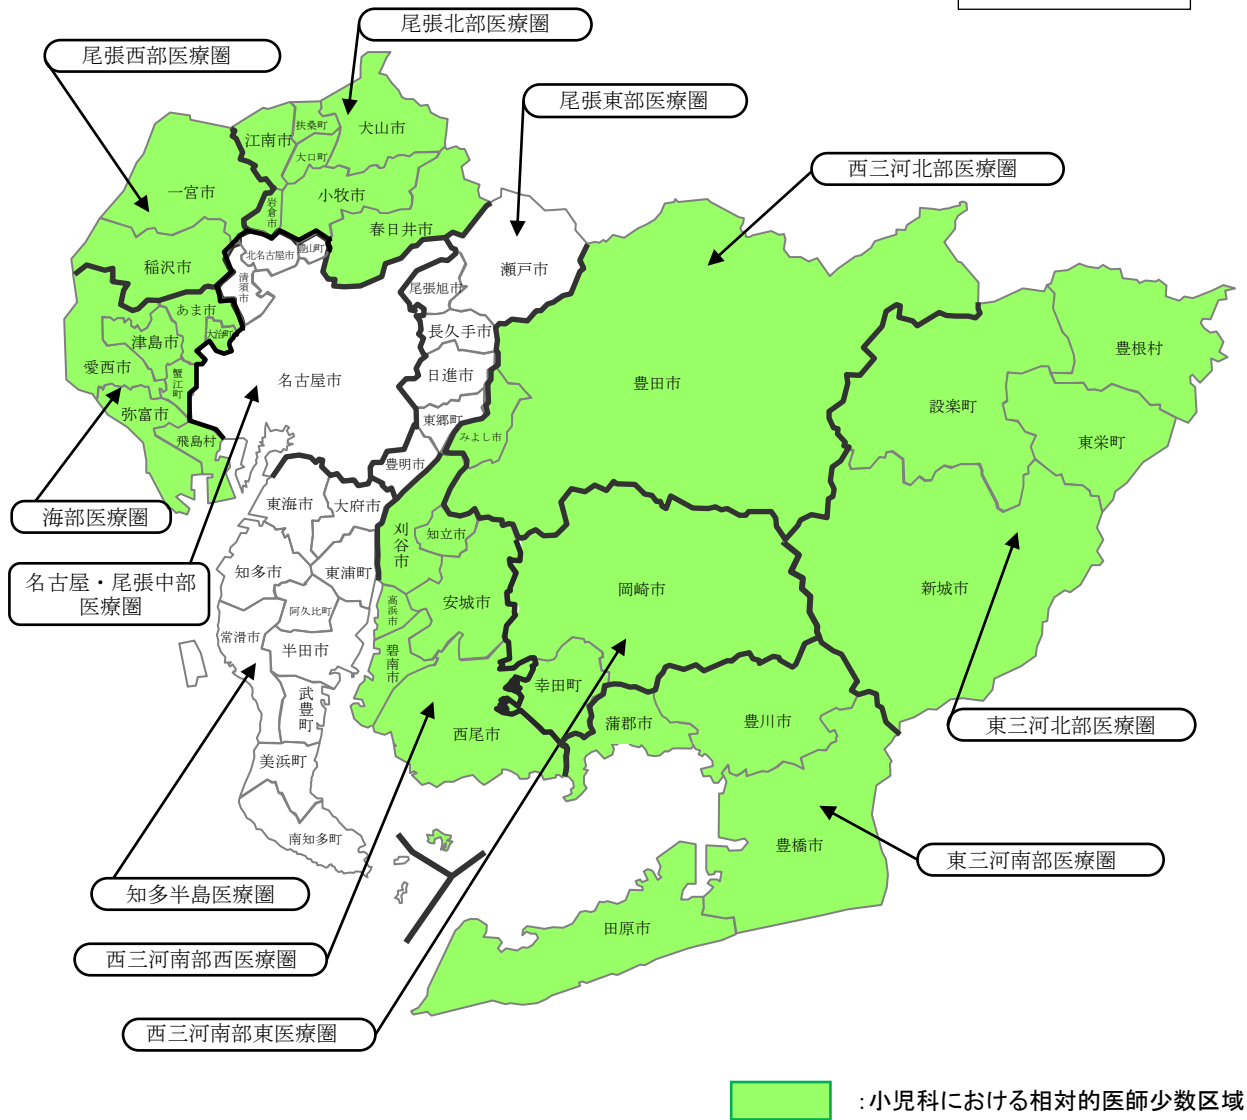 尾張北部医療圏
尾張西部医療圏
尾張東部医療圏
西三河北部医療圏
扶桑町
犬山市
江南市
大口町
一宮市
岩倉市
小牧市
春日井市
北名古屋市
豊山町
瀬戸市
稲沢市
清須市
尾張旭市
あま市
大治町
津島市
長久手市
愛西市
蟹江町
名古屋市
日進市
豊田市
豊根村
設楽町
弥富市
飛島村
東郷町
みよし市
東栄町
豊明市
海部医療圏
東海市
大府市
刈谷市
知立市
名古屋・尾張中部
医療圏
知多市
東浦町
岡崎市
新城市
阿久比町
高浜市
安城市
常滑市
半田市
碧南市
武豊町
幸田町
西尾市
蒲郡市
豊川市
東三河北部医療圏
美浜町
南知多町
豊橋市
東三河南部医療圏
知多半島医療圏
田原市
西三河南部西医療圏
西三河南部東医療圏
：小児科における相対的医師少数区域